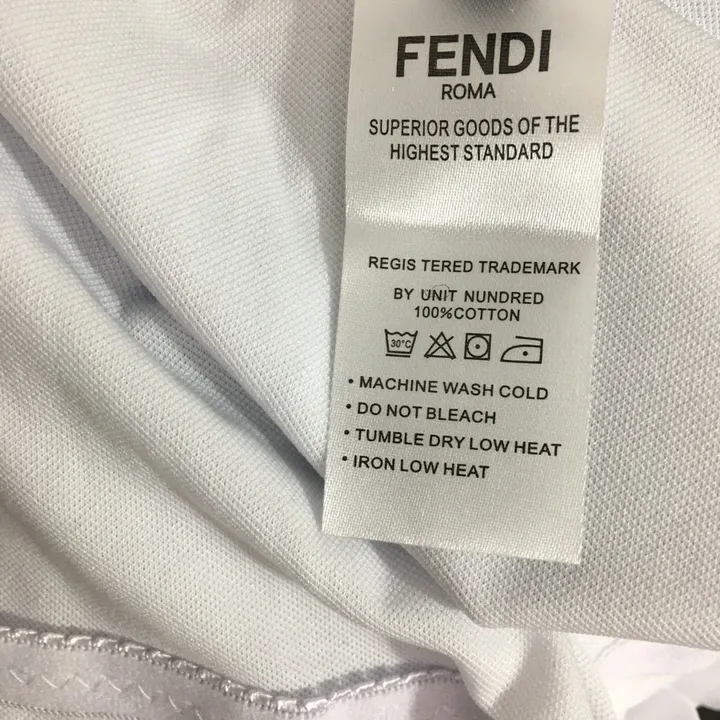 FENDI
ROMA
SUPERIOR GOODS OF THE
HIGHEST STANDARD
REGIS TERED TRADEMARK
BY UNIT NUNDRED
100%COTTON
30°C
• MACHINE WASH COLD
• DO NOT BLEACH
• TUMBLE DRY LOW HEAT
• IRON LOW HEAT